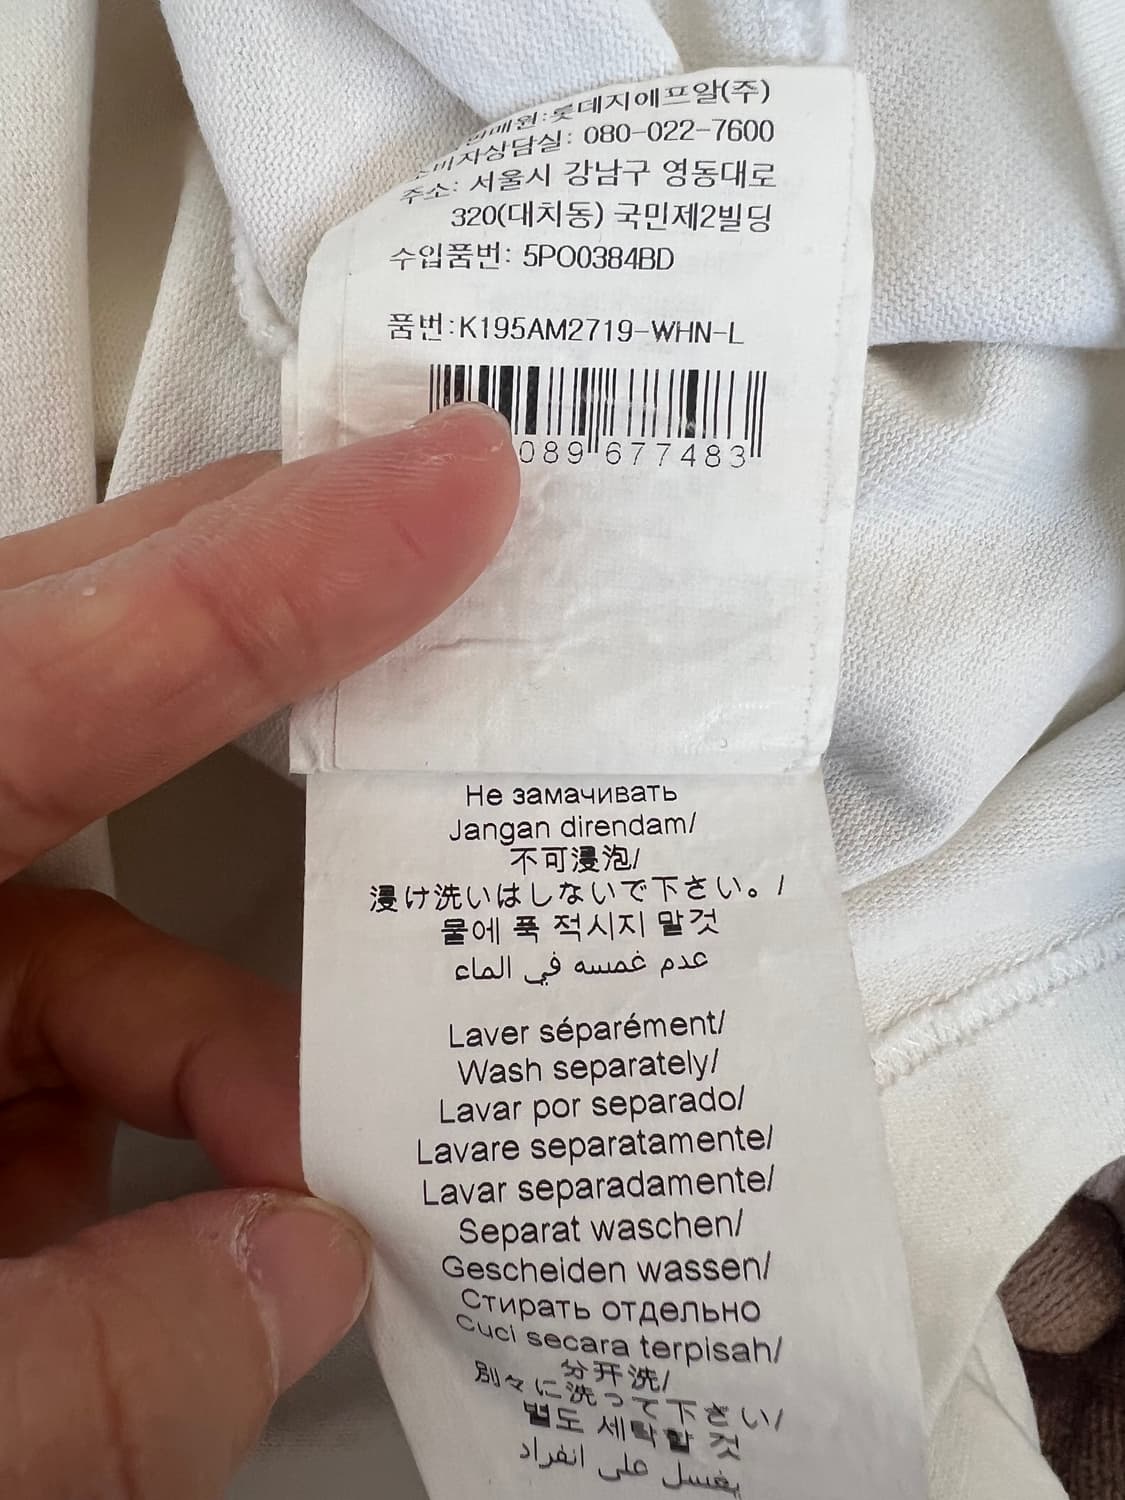 롯데지에프알(주)
080-022-7600
주소: 서울시 강남구 영동대로
320(대치동) 국민제2빌딩
수입품번: 5PO0384BD
품번:K195AM2719-WHN-L
089 677483
Не замачивать
Jangan direndam/
不可浸泡/
浸け洗いはしないで下さい。/
물에 푹 적시지 말것
عدم غمسه في الماء
Laver séparément/
Wash separately/
Lavar por separado/
Lavare separatamente/
Lavar separadamente/
Separat waschen/
Gescheiden wassen/
Стирать отдельно
Cuci secara terpisah/
分开洗/
別々に洗って下さい/
별도 세탁할 것
يغسل على انفراد